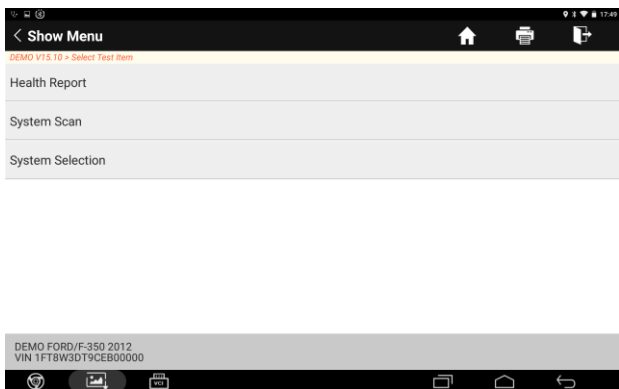 17:49
Show Menu
DEMO V15.10 > Select Test Item
Health Report
System Scan
System Selection
DEMO FORD/F-350 2012
VIN 1FT8W3DT9CEB00000
VCI